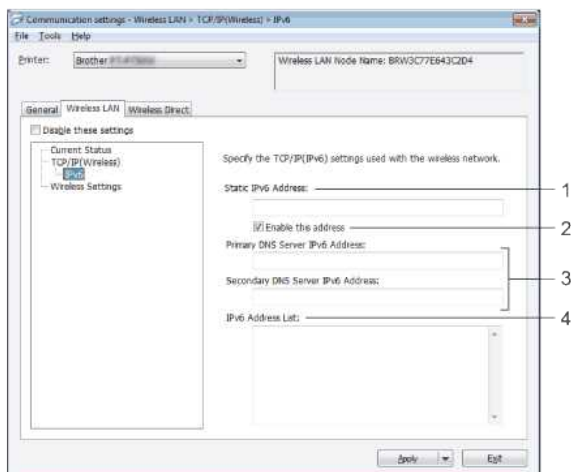 Communication settings - Wireless LAN > TCP/IP(Wireless) > IPv6
File Tools Help
Printer: Brother
Wireless LAN Node Name: BRW3C77E643C2D4
General Wireless LAN Wireless Direct
Disable these settings
Current Status
TCP/IP(Wireless)
IPv6
Wireless Settings
Specify the TCP/IP(IPv6) settings used with the wireless network.
Static IPv6 Address:
1
Enable this address
2
Primary DNS Server IPv6 Address:
3
Secondary DNS Server IPv6 Address:
IPv6 Address List:
4
Apply Exit